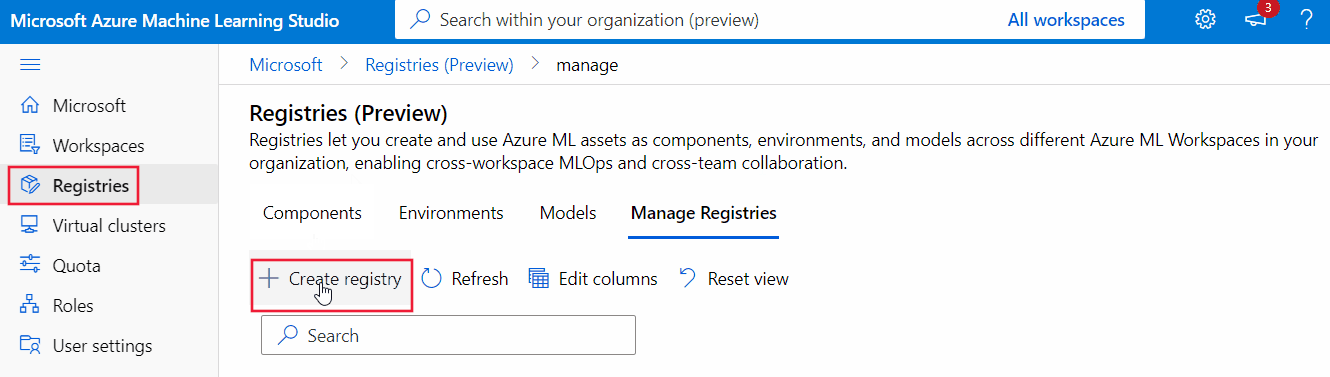 Microsoft Azure Machine Learning Studio
Search within your organization (preview)
All workspaces
3
?
Microsoft > Registries (Preview) > manage
Microsoft
Workspaces
Registries
Virtual clusters
Quota
Roles
User settings
Registries (Preview)
Registries let you create and use Azure ML assets as components, environments, and models across different Azure ML Workspaces in your
organization, enabling cross-workspace MLOps and cross-team collaboration.
Components Environments Models Manage Registries
Create registry Refresh Edit columns Reset view
Search